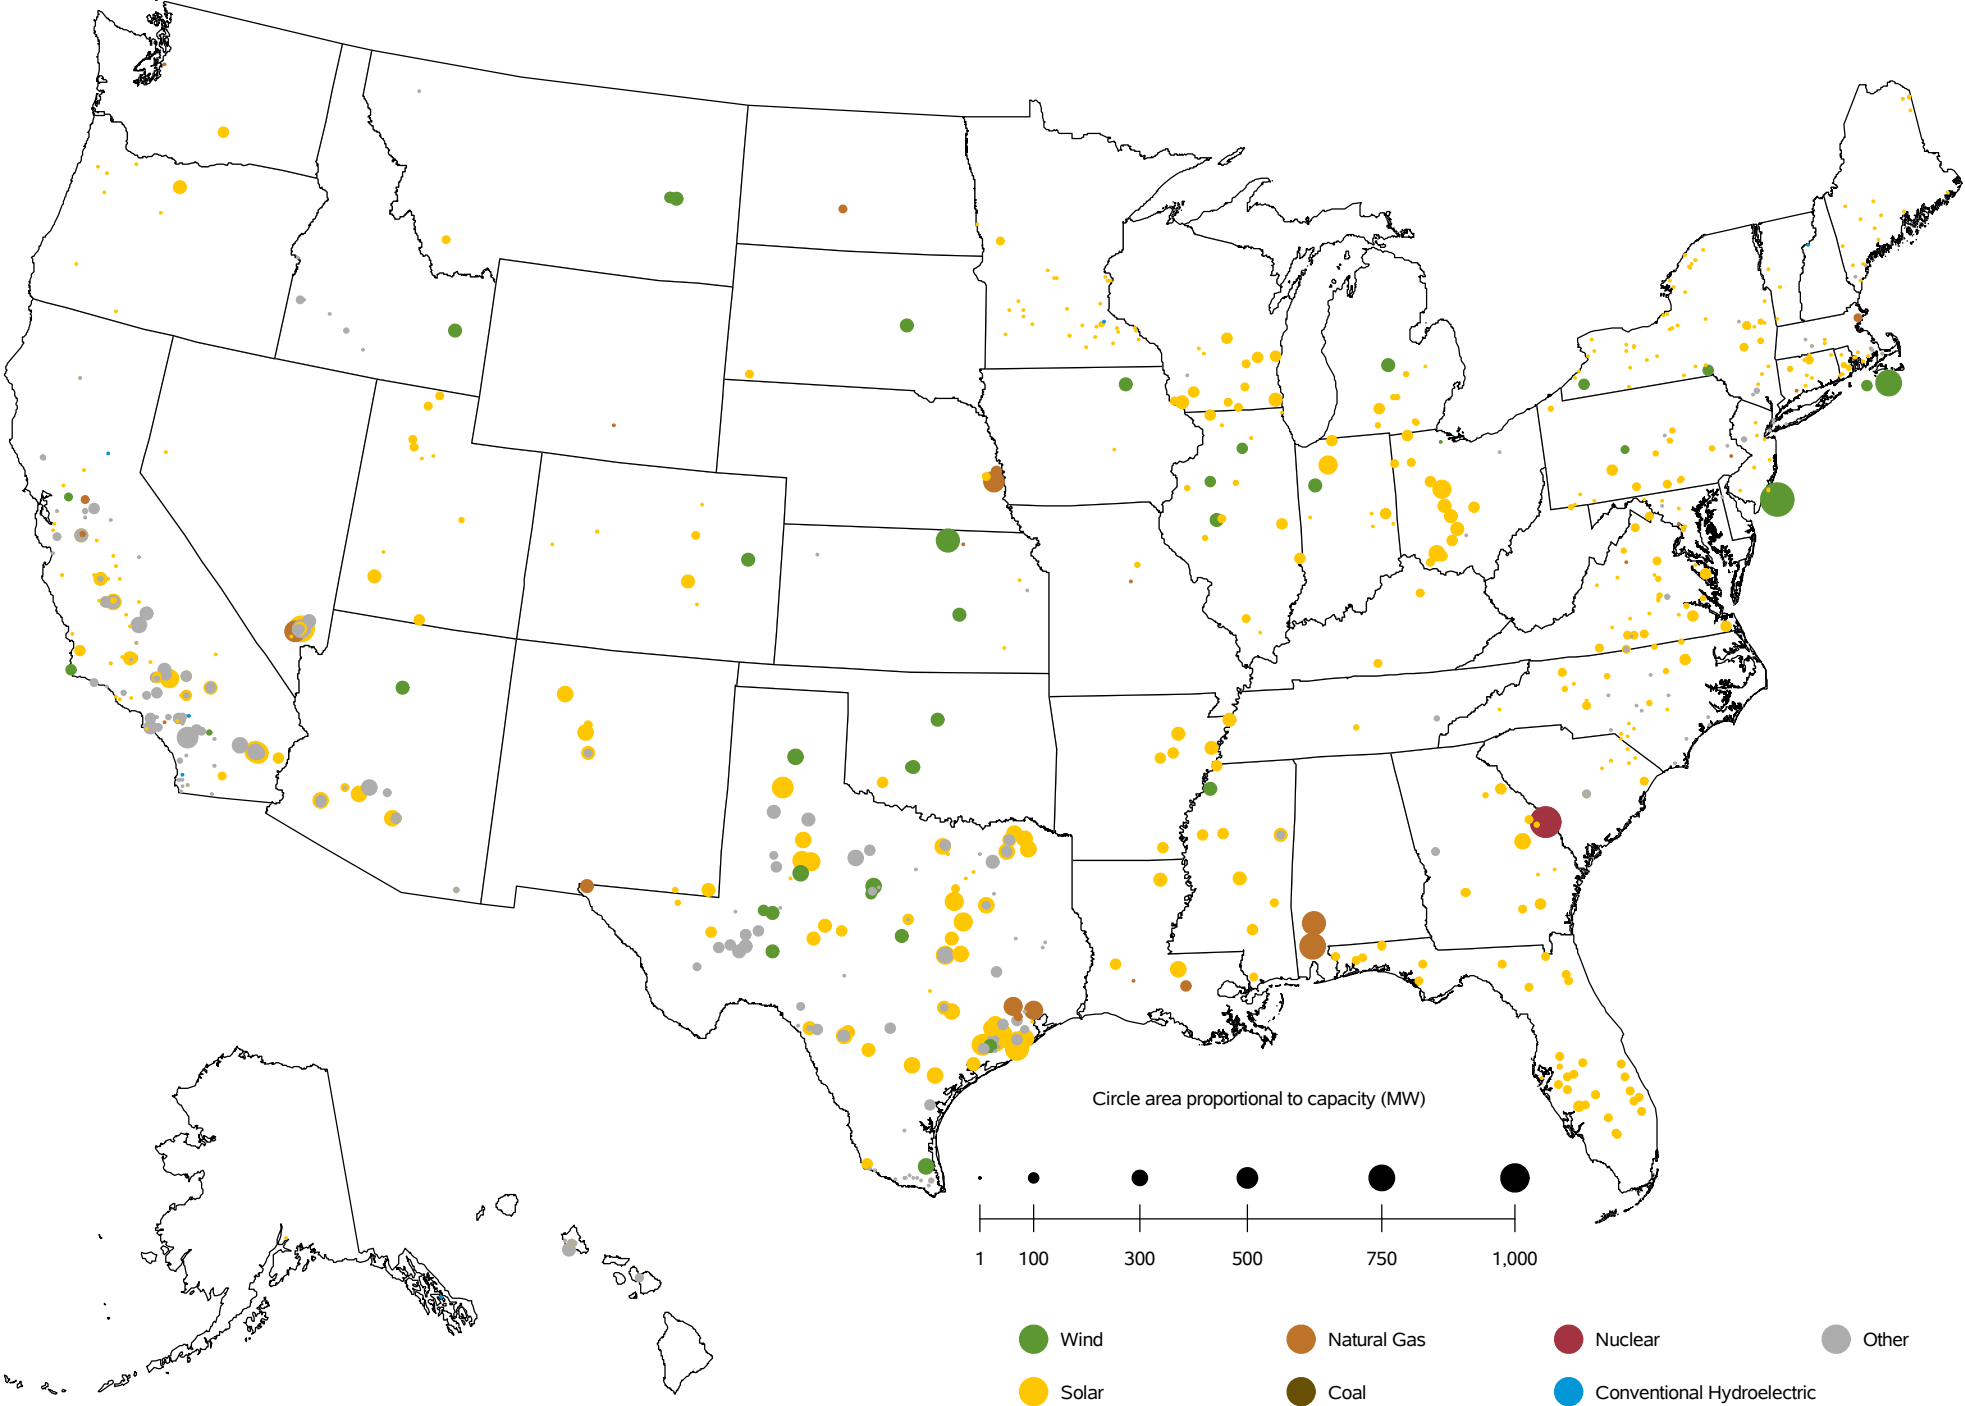 Circle area proportional to capacity (MW)
1 100 300 500 750 1,000
Wind Natural Gas Nuclear Other
Solar Coal Conventional Hydroelectric